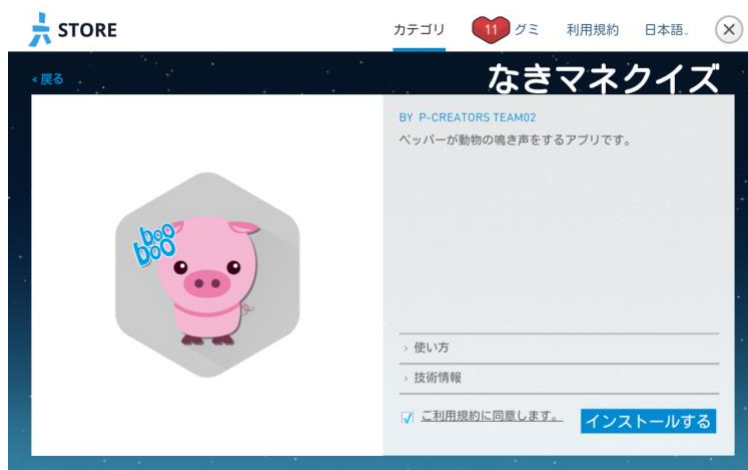 STORE
カテゴリ
11 グミ
利用規約
日本語
<戻る
なきマネクイズ
BY P-CREATORS TEAM02
ペッパーが動物の鳴き声をするアプリです。
boo
boo
› 使い方
› 技術情報
ご利用規約に同意します。
インストールする